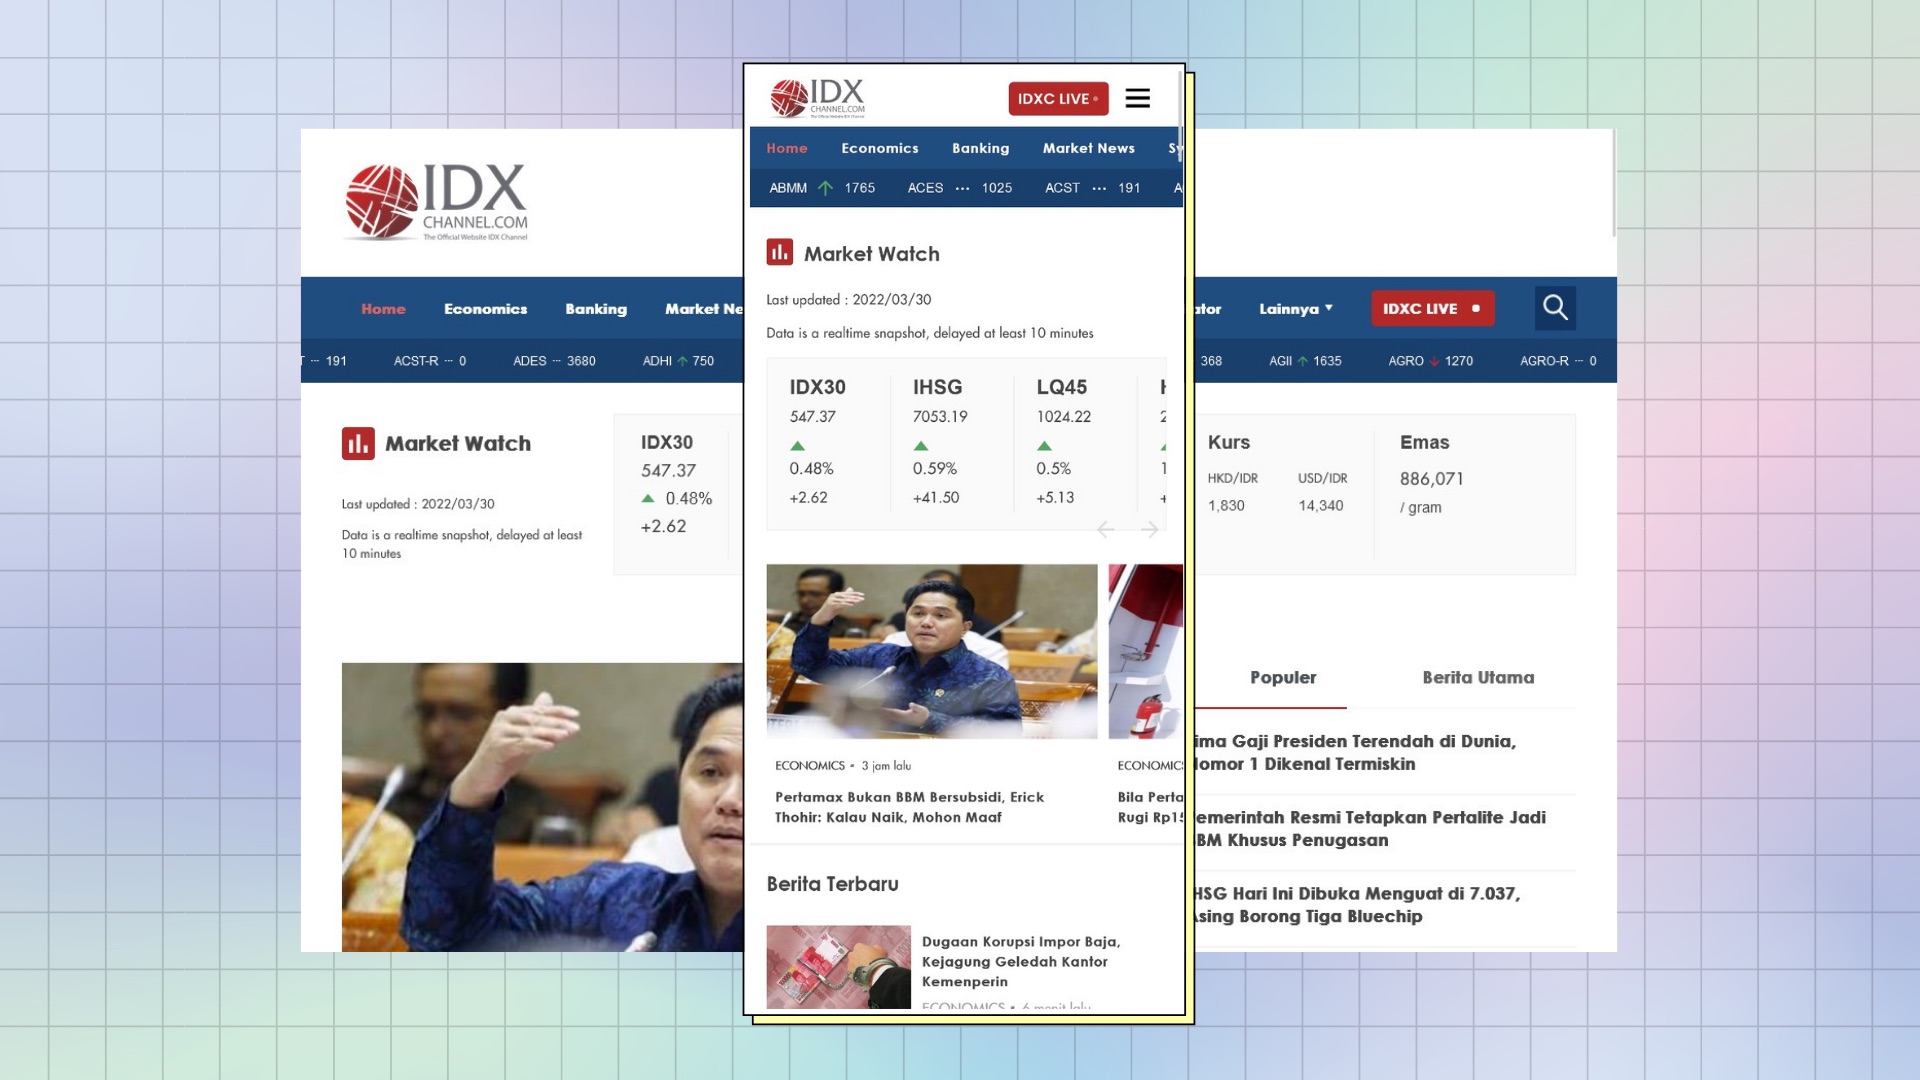 IDX
CHANNEL.COM
The Official Website IDX Channel
Home Economics Banking Market Ne
191 ACST-R ··· 0 ADES ··· 3680 ADHI ↑ 750
Market Watch
Last updated : 2022/03/30
Data is a realtime snapshot, delayed at least
10 minutes
IDX30
547.37
0.48%
+2.62
IDX
CHANNEL.COM
IDXC LIVE
Home Economics Banking Market News
ABMM ↑ 1765 ACES ··· 1025 ACST ··· 191
Market Watch
Last updated : 2022/03/30
Data is a realtime snapshot, delayed at least 10 minutes
IDX30 IHSG LQ45
547.37 7053.19 1024.22
0.48% 0.59% 0.5%
+2.62 +41.50 +5.13
ECONOMICS • 3 jam lalu
Pertamax Bukan BBM Bersubsidi, Erick
Thohir: Kalau Naik, Mohon Maaf
ECONOMICS
Bila Perta
Rugi Rp15
Berita Terbaru
Dugaan Korupsi Impor Baja,
Kejagung Geledah Kantor
Kemenperin
ECONOMICS • 6 menit lalu
ator Lainnya IDXC LIVE
368 AGII ↑ 1635 AGRO ↓ 1270 AGRO-R ··· 0
Kurs Emas
HKD/IDR USD/IDR 886,071
1,830 14,340 / gram
Populer Berita Utama
ima Gaji Presiden Terendah di Dunia,
omor 1 Dikenal Termiskin
emerintah Resmi Tetapkan Pertalite Jadi
BM Khusus Penugasan
HSG Hari Ini Dibuka Menguat di 7.037,
sing Borong Tiga Bluechip